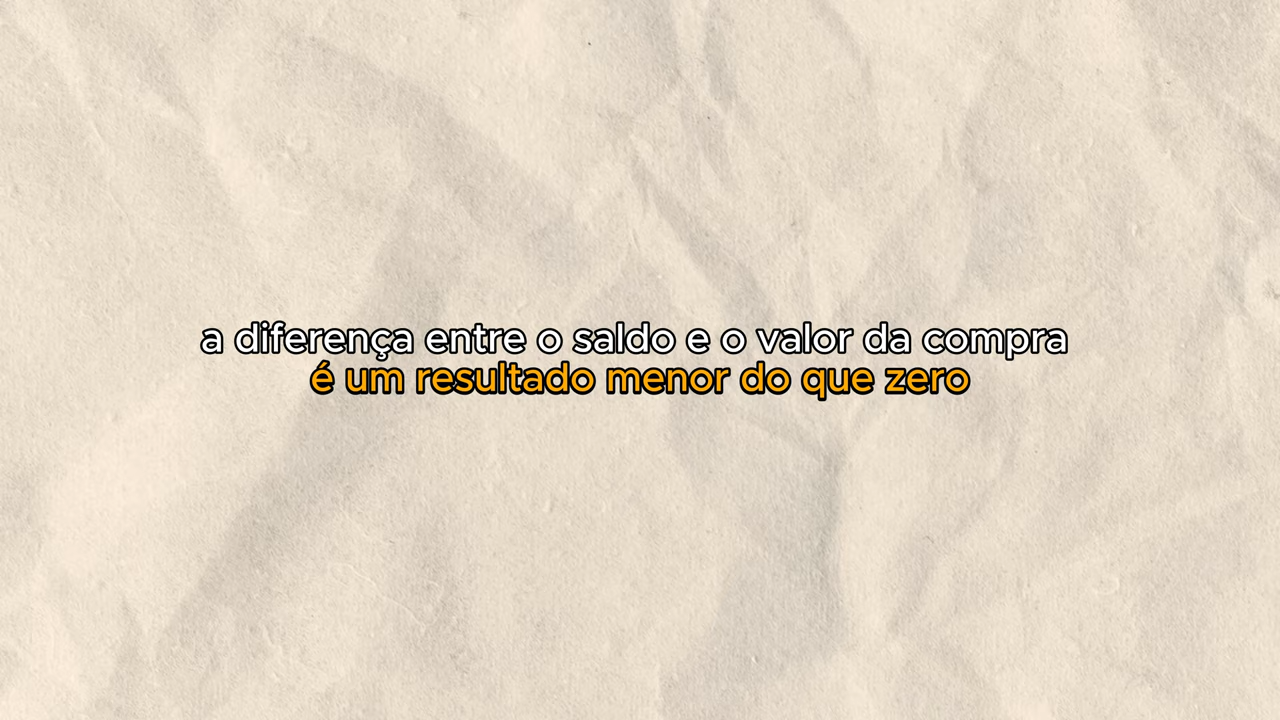 a diferença entre o saldo e o valor da compra
é um resultado menor do que zero